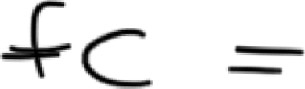 fC =